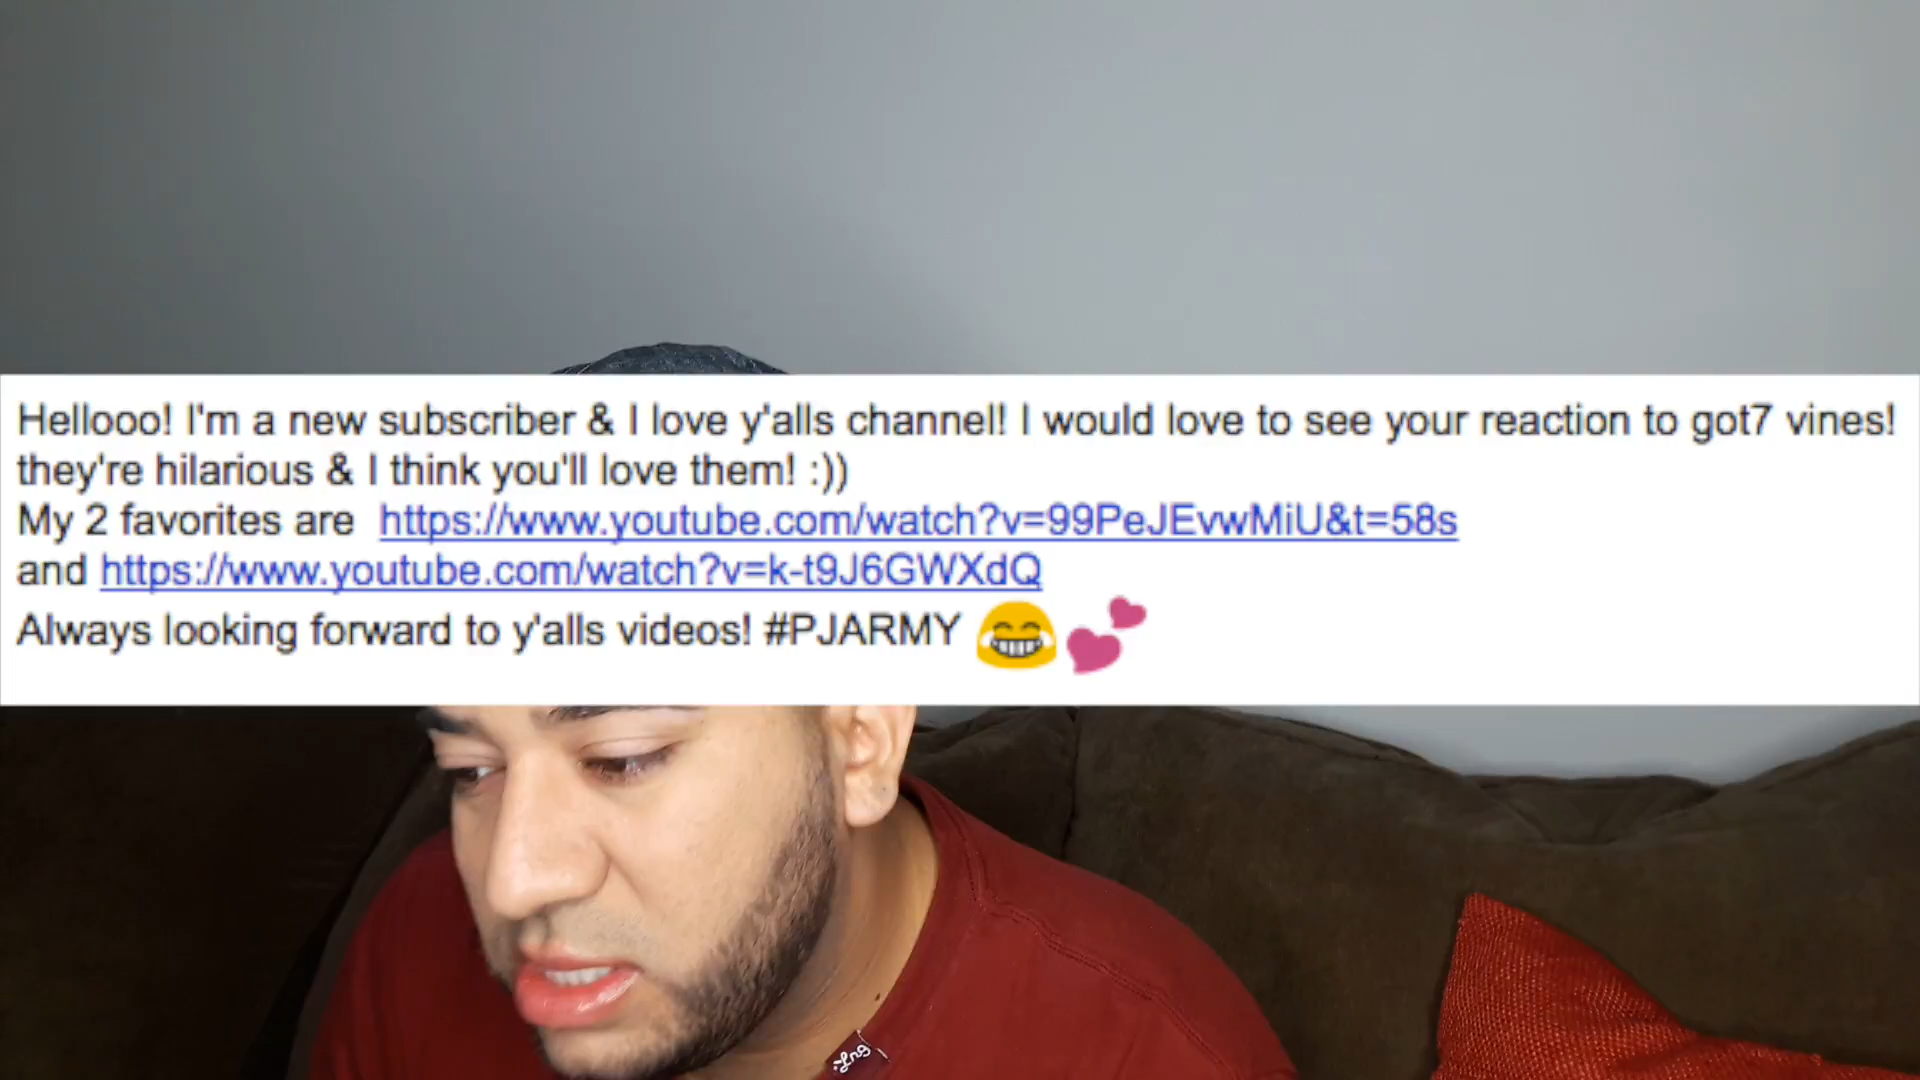 Hellooo! I'm a new subscriber & I love y'alls channel! I would love to see your reaction to got7 vines!
they're hilarious & I think you'll love them! :))
My 2 favorites are https://www.youtube.com/watch?v=99PeJEvwMiU&t=58s
and https://www.youtube.com/watch?v=k-t9J6GWXdQ
Always looking forward to y'alls videos! #PJARMY 😂💕